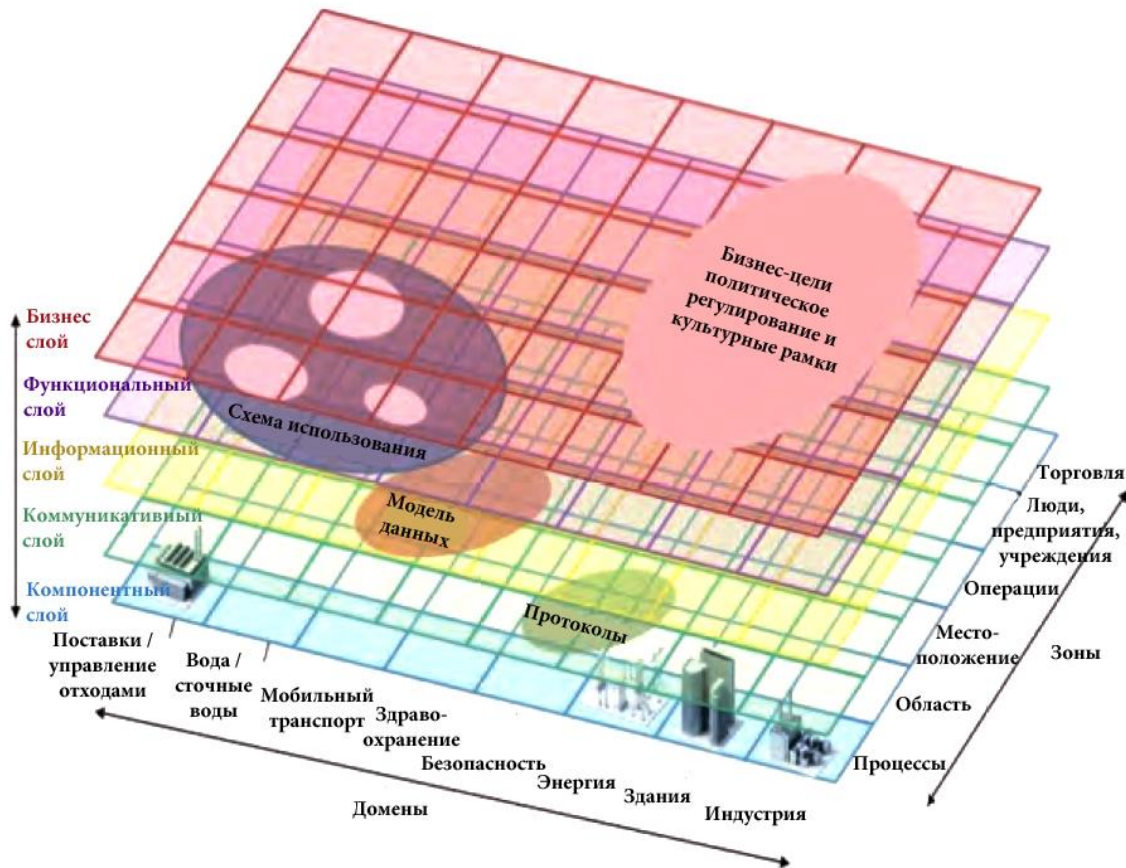 Бизнес-цели
политическое
регулирование и
культурные рамки
Бизнес
слой
Функциональный
слой
Схема использования
Информационный
слой
Модель
данных
Коммуникативный
слой
Протоколы
Компонентный
слой
Торговля
Люди,
предприятия,
учреждения
Операции
Место-
положение
Область
Процессы
Зоны
Поставки /
управление
отходами
Вода /
сточные
воды
Мобильный
транспорт
Здраво-
охранение
Безопасность
Энергия
Здания
Индустрия
Домены